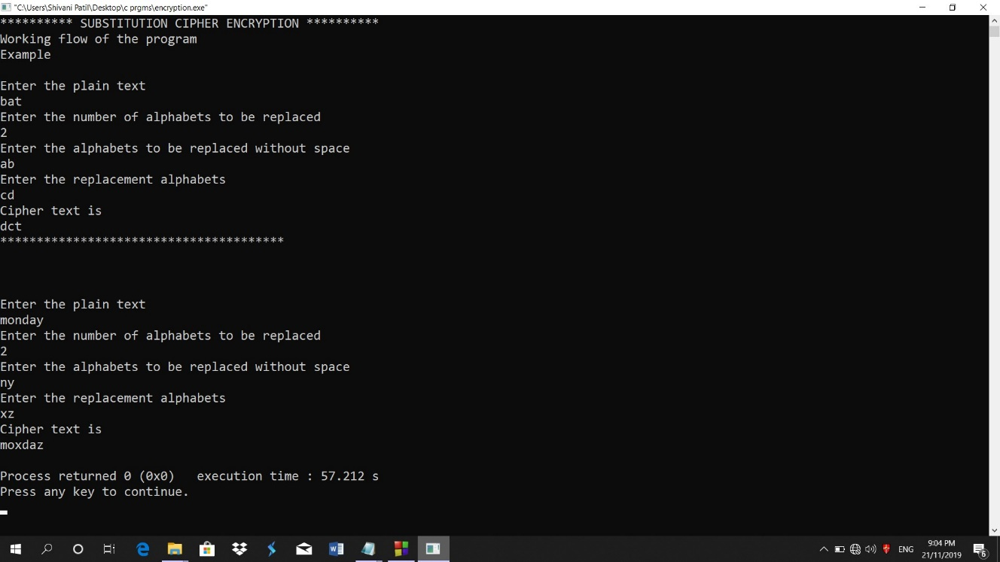 "C:\Users\Shivani Patil\Desktop\c prgms\encryption.exe"
********** SUBSTITUTION CIPHER ENCRYPTION **********
Working flow of the program
Example
Enter the plain text
bat
Enter the number of alphabets to be replaced
2
Enter the alphabets to be replaced without space
ab
Enter the replacement alphabets
cd
Cipher text is
dct
***************************************
Enter the plain text
monday
Enter the number of alphabets to be replaced
2
Enter the alphabets to be replaced without space
ny
Enter the replacement alphabets
xz
Cipher text is
moxdaz
Process returned 0 (0x0)   execution time : 57.212 s
Press any key to continue.
ENG
9:04 PM
21/11/2019
6